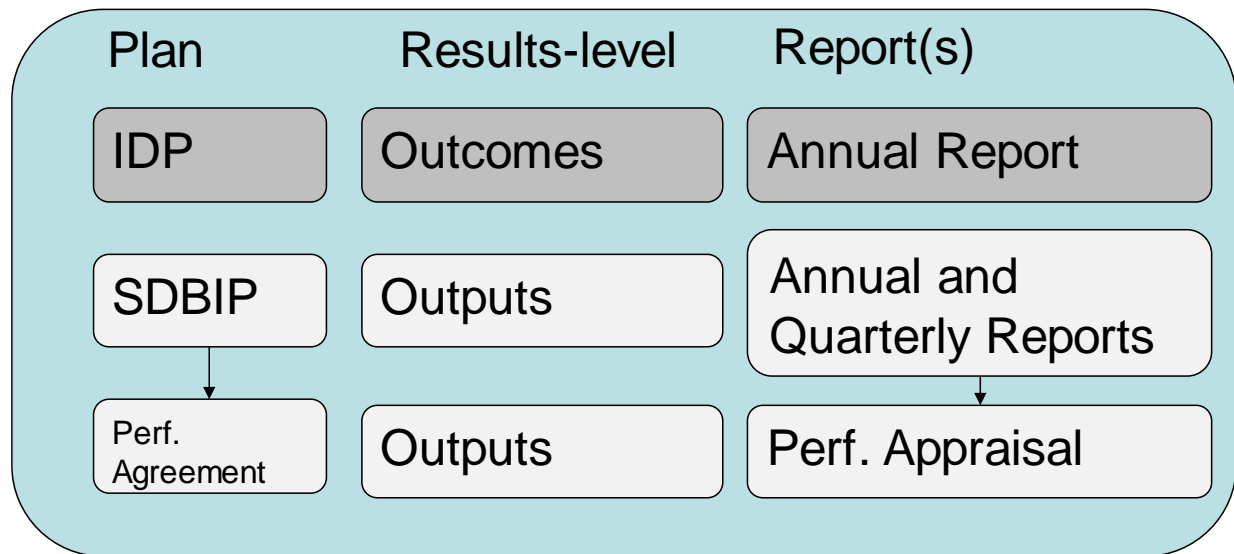 Plan
Results-level
Report(s)
IDP
Outcomes
Annual Report
SDBIP
Outputs
Annual and
Quarterly Reports
Perf.
Agreement
Outputs
Perf. Appraisal